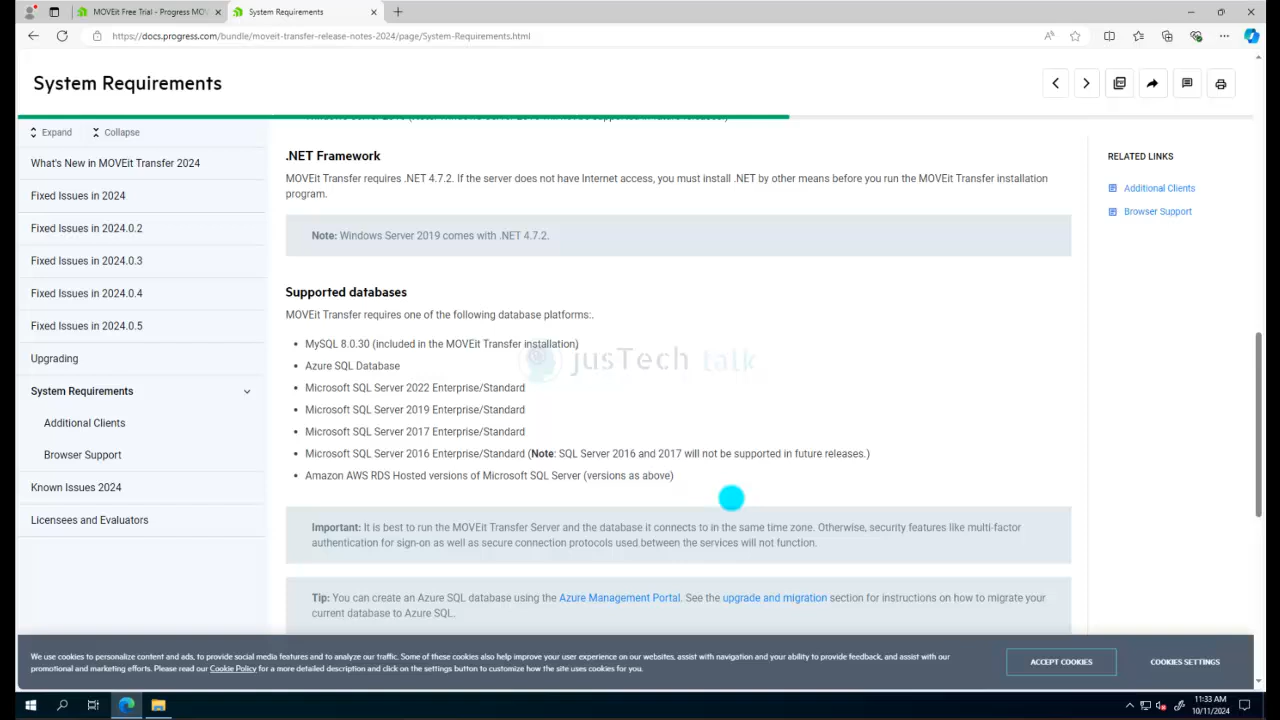 MOVEit Free Trial - Progress MOV
System Requirements
https://docs.progress.com/bundle/moveit-transfer-release-notes-2024/page/System-Requirements.html
System Requirements
Expand
Collapse
What's New in MOVEit Transfer 2024
Fixed Issues in 2024
Fixed Issues in 2024.0.2
Fixed Issues in 2024.0.3
Fixed Issues in 2024.0.4
Fixed Issues in 2024.0.5
Upgrading
System Requirements
Additional Clients
Browser Support
Known Issues 2024
Licensees and Evaluators
.NET Framework
MOVEit Transfer requires .NET 4.7.2. If the server does not have Internet access, you must install .NET by other means before you run the MOVEit Transfer installation
program.
Note: Windows Server 2019 comes with .NET 4.7.2.
Supported databases
MOVEit Transfer requires one of the following database platforms:.
• MySQL 8.0.30 (included in the MOVEit Transfer installation)
• Azure SQL Database
• Microsoft SQL Server 2022 Enterprise/Standard
• Microsoft SQL Server 2019 Enterprise/Standard
• Microsoft SQL Server 2017 Enterprise/Standard
• Microsoft SQL Server 2016 Enterprise/Standard (Note: SQL Server 2016 and 2017 will not be supported in future releases.)
• Amazon AWS RDS Hosted versions of Microsoft SQL Server (versions as above)
jusTech talk
Important: It is best to run the MOVEit Transfer Server and the database it connects to in the same time zone. Otherwise, security features like multi-factor
authentication for sign-on as well as secure connection protocols used between the services will not function.
Tip: You can create an Azure SQL database using the Azure Management Portal. See the upgrade and migration section for instructions on how to migrate your
current database to Azure SQL.
RELATED LINKS
Additional Clients
Browser Support
We use cookies to personalize content and ads, to provide social media features and to analyze our traffic. Some of these cookies also help improve your user experience on our websites, assist with navigation and your ability to provide feedback, and assist with our
promotional and marketing efforts. Please read our Cookie Policy for a more detailed description and click on the settings button to customize how the site uses cookies for you.
ACCEPT COOKIES
COOKIES SETTINGS
11:33 AM
10/11/2024